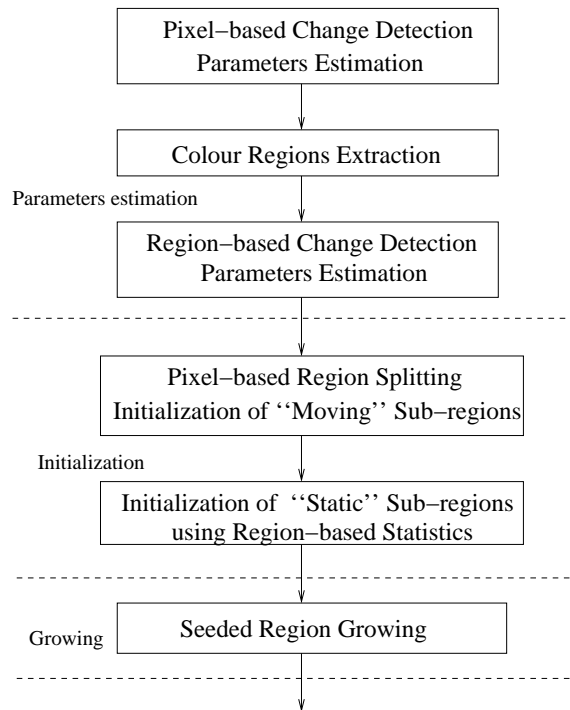 Pixel−based Change Detection
Parameters Estimation
Colour Regions Extraction
Parameters estimation
Region−based Change Detection
Parameters Estimation
Pixel−based Region Splitting
Initialization of ‘‘Moving’’ Sub−regions
Initialization
Initialization of ‘‘Static’’ Sub−regions
using Region−based Statistics
Seeded Region Growing
Growing